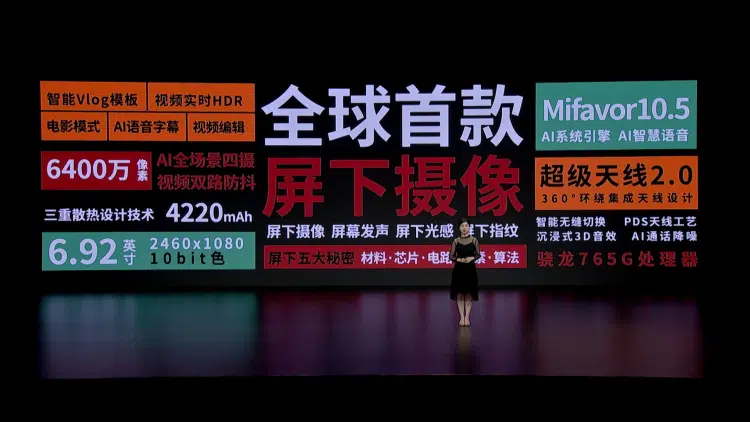 智能Vlog模板 视频实时HDR
电影模式 AI语音字幕 视频编辑
6400万像素
AI全场景四摄
视频双路防抖
三重散热设计技术 4220mAh
6.92英寸
2460x1080
10bit色
全球首款
屏下摄像
屏下摄像 屏幕发声 屏下光感 下指纹
屏下五大秘密 材料·芯片·电路 ·算法
Mifavor10.5
AI系统引擎 AI智慧语音
超级天线2.0
360°环绕集成天线设计
智能无缝切换 PDS天线工艺
沉浸式3D音效 AI通话降噪
骁龙765G处理器